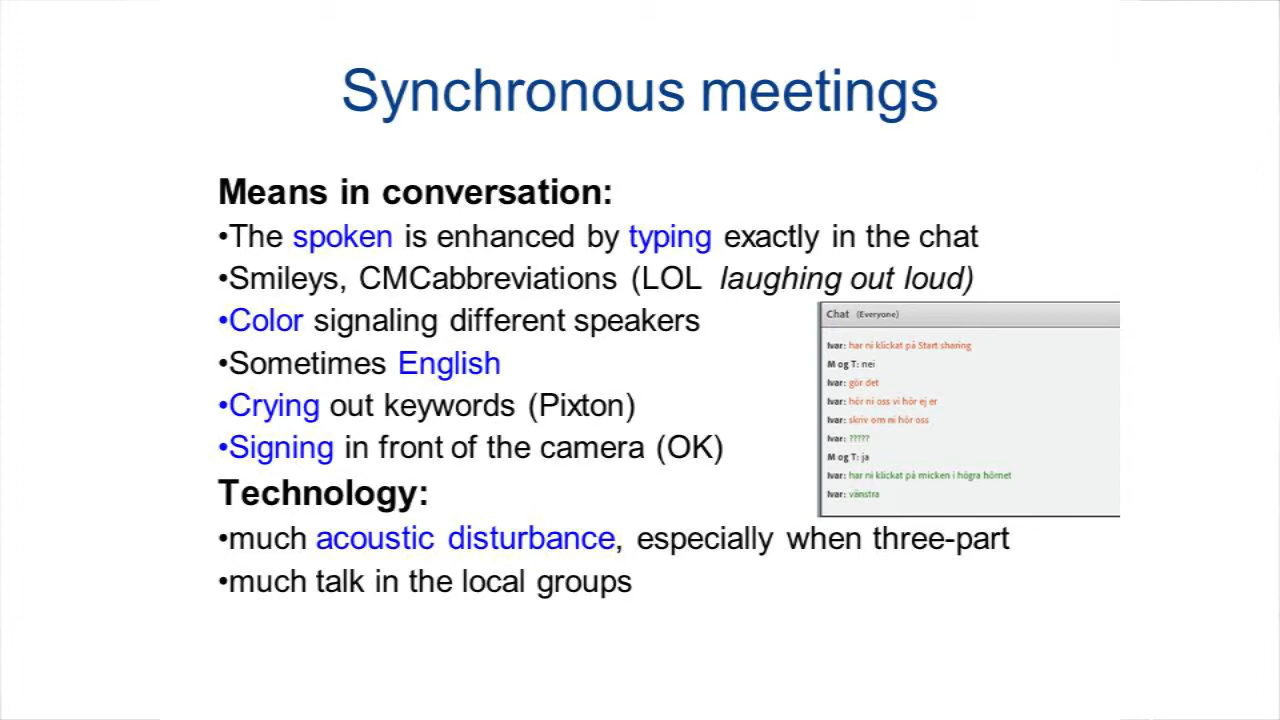 Synchronous meetings
Means in conversation:
•The spoken is enhanced by typing exactly in the chat
•Smileys, CMCabbreviations (LOL laughing out loud)
•Color signaling different speakers
•Sometimes English
•Crying out keywords (Pixton)
•Signing in front of the camera (OK)
Technology:
•much acoustic disturbance, especially when three-part
•much talk in the local groups
Chat (Everyone)
Ivar: har ni klickat på Start sharing
M og T: nei
Ivar: gör det
Ivar: hör ni oss vi hör ej er
Ivar: skriv om ni hör oss
Ivar: ?????
M og T: ja
Ivar: har ni klickat på micken i högra hörnet
Ivar: vänstra